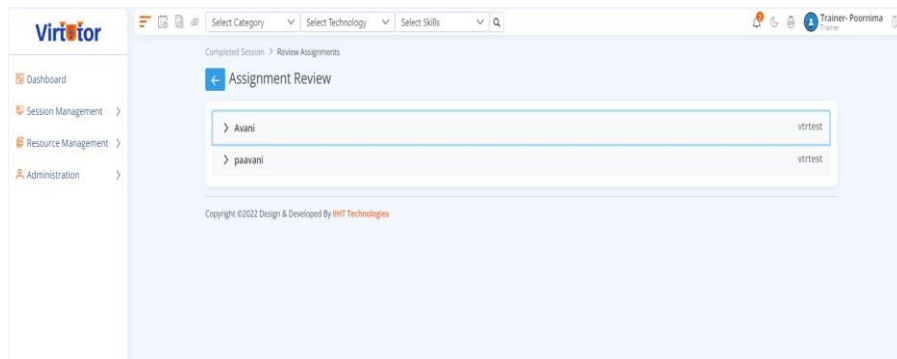 Virtutor
Select Category
Select Technology
Select Skills
Trainer- Poornima
Trainer
Completed Session > Review Assignments
Assignment Review
Dashboard
Session Management
Resource Management
Administration
Avani vtrtest
paavani vtrtest
Copyright ©2022 Design & Developed By IIHT Technologies